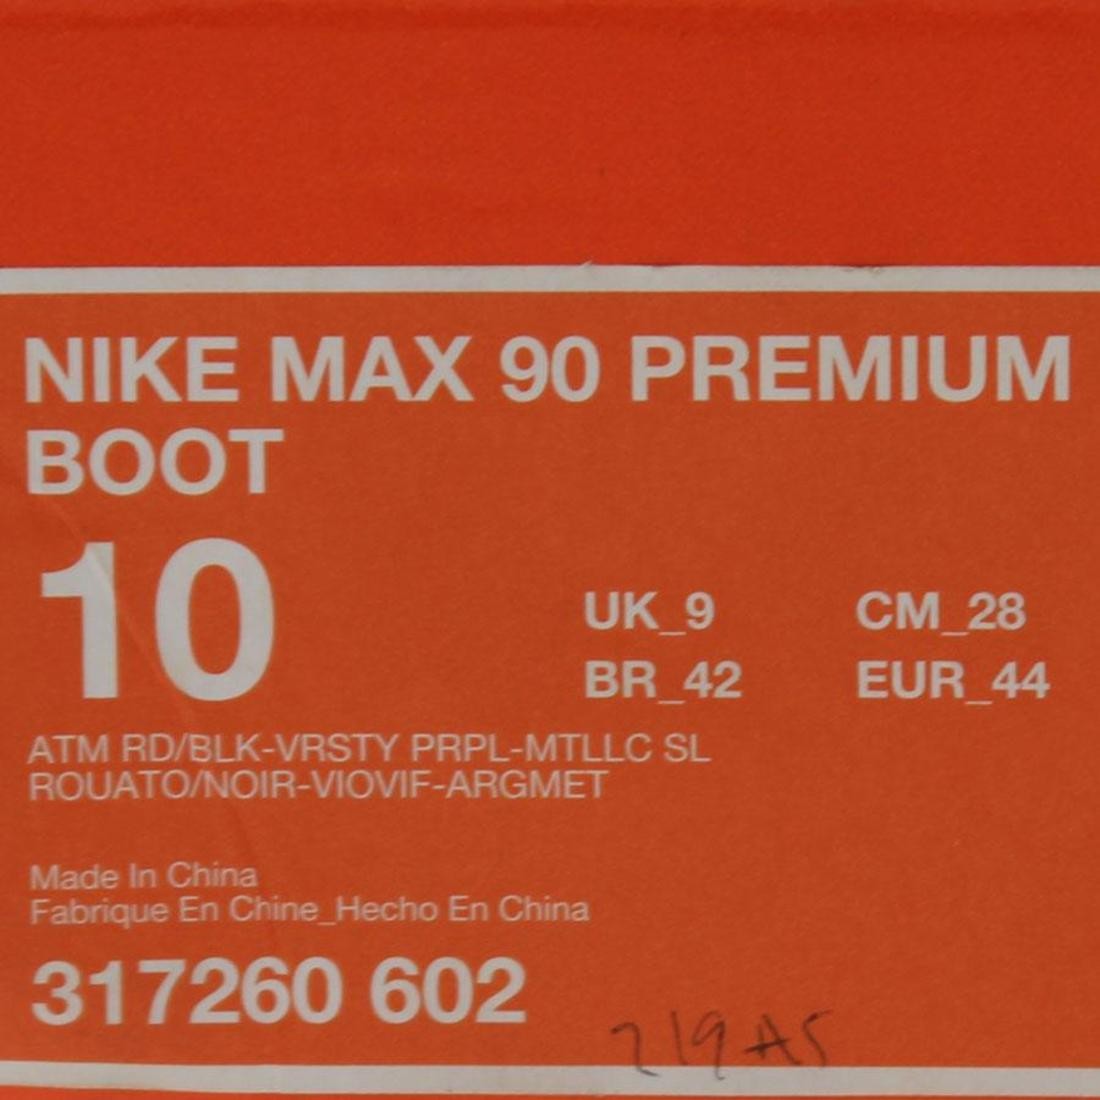 NIKE MAX 90 PREMIUM
BOOT
10
UK_9 CM_28
BR_42 EUR_44
ATM RD/BLK-VRSTY PRPL-MTLLC SL
ROUATO/NOIR-VIOVIF-ARGMET
Made In China
Fabrique En Chine_Hecho En China
317260 602